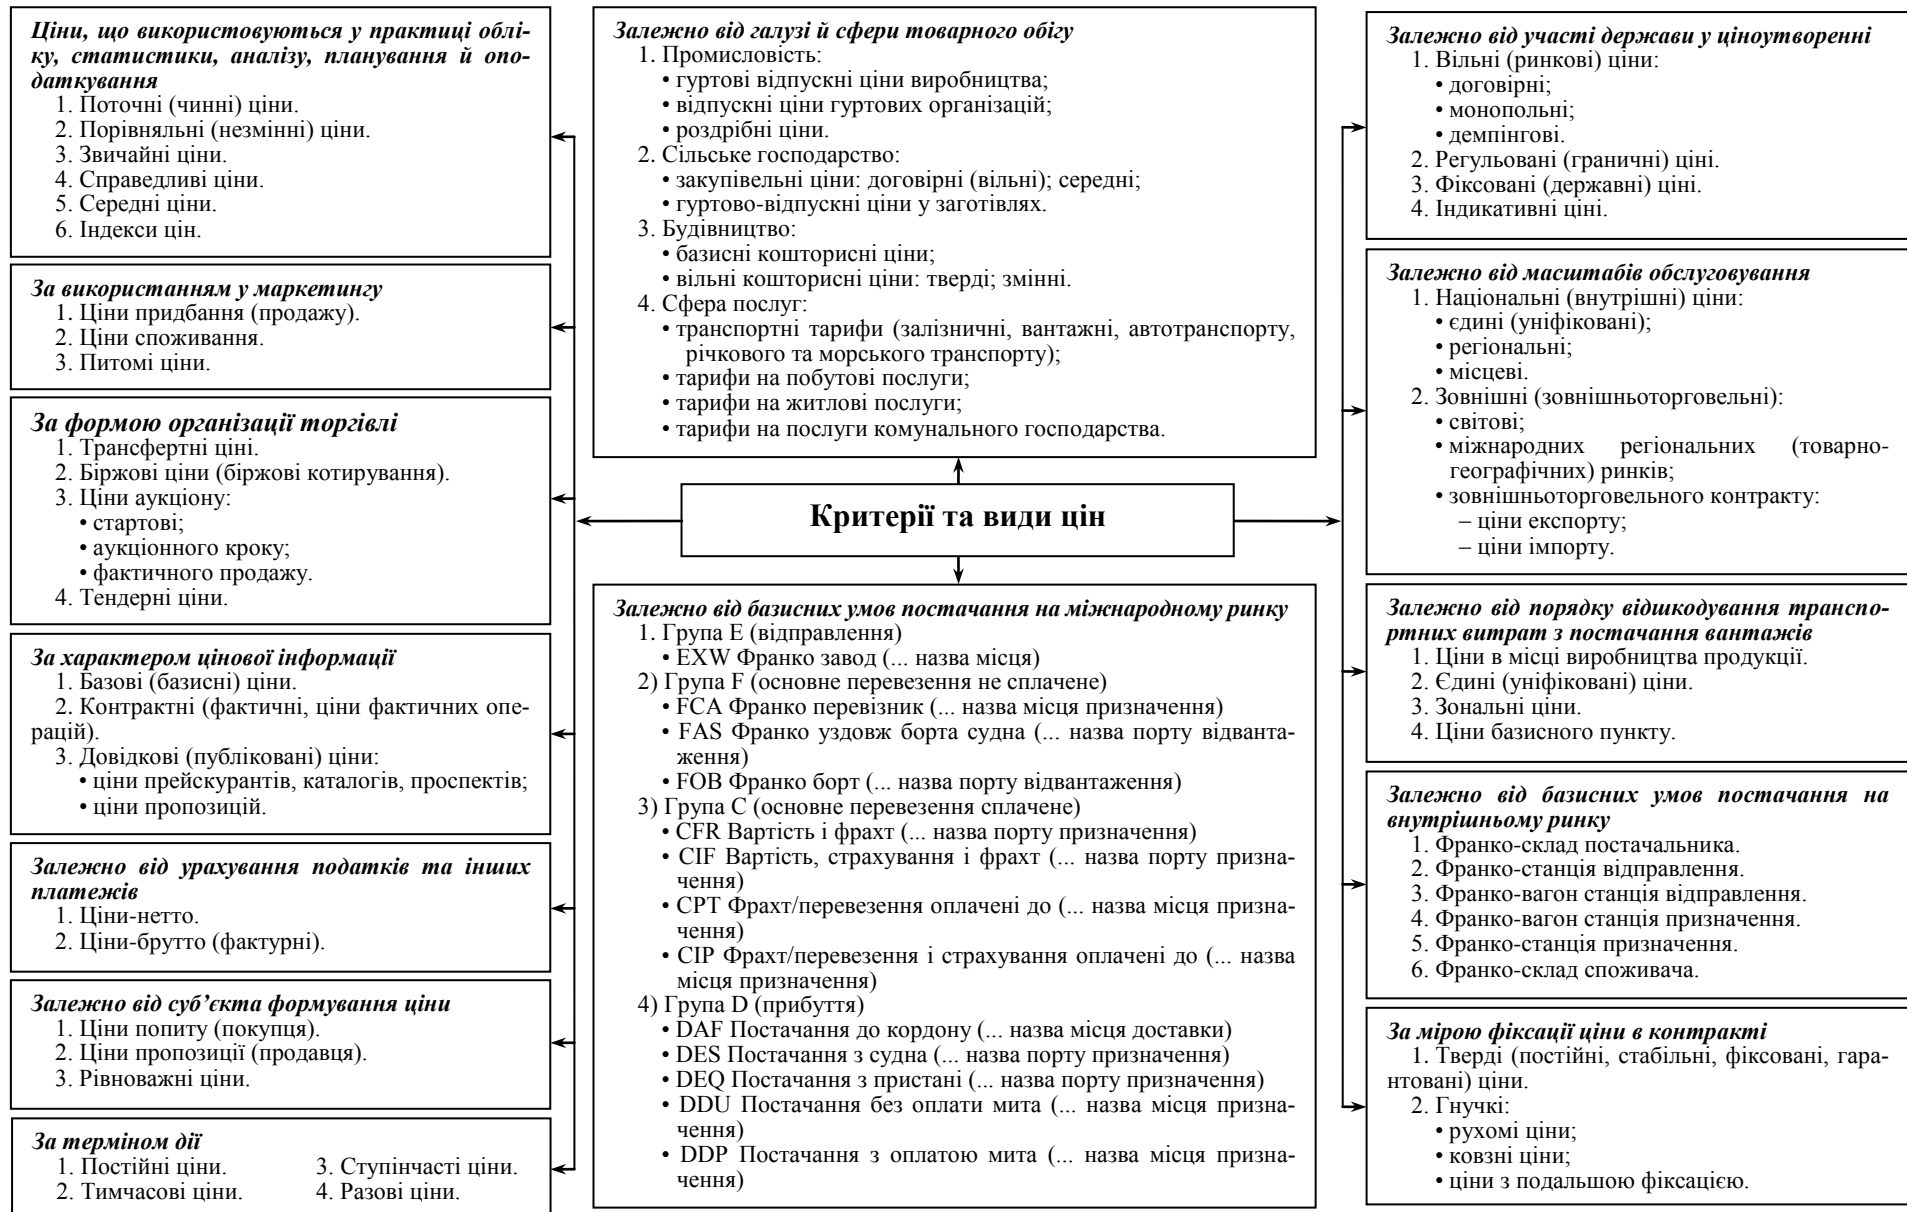 Ціни, що використовуються у практиці облі-
ку, статистики, аналізу, планування й опо-
даткування
1. Поточні (чинні) ціни.
2. Порівняльні (незмінні) ціни.
3. Звичайні ціни.
4. Справедливі ціни.
5. Середні ціни.
6. Індекси цін.
За використанням у маркетингу
1. Ціни придбання (продажу).
2. Ціни споживання.
3. Питомі ціни.
За формою організації торгівлі
1. Трансфертні ціні.
2. Біржові ціни (біржові котирування).
3. Ціни аукціону:
• стартові;
• аукціонного кроку;
• фактичного продажу.
4. Тендерні ціни.
За характером цінової інформації
1. Базові (базисні) ціни.
2. Контрактні (фактичні, ціни фактичних опе-
рацій).
3. Довідкові (публіковані) ціни:
• ціни прейскурантів, каталогів, проспектів;
• ціни пропозицій.
Залежно від урахування податків та інших
платежів
1. Ціни-нетто.
2. Ціни-брутто (фактурні).
Залежно від суб’єкта формування ціни
1. Ціни попиту (покупця).
2. Ціни пропозиції (продавця).
3. Рівноважні ціни.
За терміном дії
1. Постійні ціни. 3. Ступінчасті ціни.
2. Тимчасові ціни. 4. Разові ціни.
Залежно від галузі й сфери товарного обігу
1. Промисловість:
• гуртові відпускні ціни виробництва;
• відпускні ціни гуртових організацій;
• роздрібні ціни.
2. Сільське господарство:
• закупівельні ціни: договірні (вільні); середні;
• гуртово-відпускні ціни у заготівлях.
3. Будівництво:
• базисні кошторисні ціни;
• вільні кошторисні ціни: тверді; змінні.
4. Сфера послуг:
• транспортні тарифи (залізничні, вантажні, автотранспорту,
річкового та морського транспорту);
• тарифи на побутові послуги;
• тарифи на житлові послуги;
• тарифи на послуги комунального господарства.
Критерії та види цін
Залежно від базисних умов постачання на міжнародному ринку
1. Група E (відправлення)
• EXW Франко завод (... назва місця)
2) Група F (основне перевезення не сплачене)
• FCA Франко перевізник (... назва місця призначення)
• FAS Франко уздовж борта судна (... назва порту відванта-
ження)
• FOB Франко борт (... назва порту відвантаження)
3) Група C (основне перевезення сплачене)
• CFR Вартість і фрахт (... назва порту призначення)
• CIF Вартість, страхування і фрахт (... назва порту призна-
чення)
• CPT Фрахт/перевезення оплачені до (... назва місця призна-
чення)
• CIP Фрахт/перевезення і страхування оплачені до (... назва
місця призначення)
4) Група D (прибуття)
• DAF Постачання до кордону (... назва місця доставки)
• DES Постачання з судна (... назва порту призначення)
• DEQ Постачання з пристані (... назва порту призначення)
• DDU Постачання без оплати мита (... назва місця призна-
чення)
• DDP Постачання з оплатою мита (... назва місця призна-
чення)
Залежно від участі держави у ціноутворенні
1. Вільні (ринкові) ціни:
• договірні;
• монопольні;
• демпінгові.
2. Регульовані (граничні) ціні.
3. Фіксовані (державні) ціні.
4. Індикативні ціні.
Залежно від масштабів обслуговування
1. Національні (внутрішні) ціни:
• єдині (уніфіковані);
• регіональні;
• місцеві.
2. Зовнішні (зовнішньоторговельні):
• світові;
• міжнародних регіональних (товарно-
географічних) ринків;
• зовнішньоторговельного контракту:
– ціни експорту;
– ціни імпорту.
Залежно від порядку відшкодування транспо-
ртних витрат з постачання вантажів
1. Ціни в місці виробництва продукції.
2. Єдині (уніфіковані) ціни.
3. Зональні ціни.
4. Ціни базисного пункту.
Залежно від базисних умов постачання на
внутрішньому ринку
1. Франко-склад постачальника.
2. Франко-станція відправлення.
3. Франко-вагон станція відправлення.
4. Франко-вагон станція призначення.
5. Франко-станція призначення.
6. Франко-склад споживача.
За мірою фіксації ціни в контракті
1. Тверді (постійні, стабільні, фіксовані, гара-
нтовані) ціни.
2. Гнучкі:
• рухомі ціни;
• ковзні ціни;
• ціни з подальшою фіксацією.